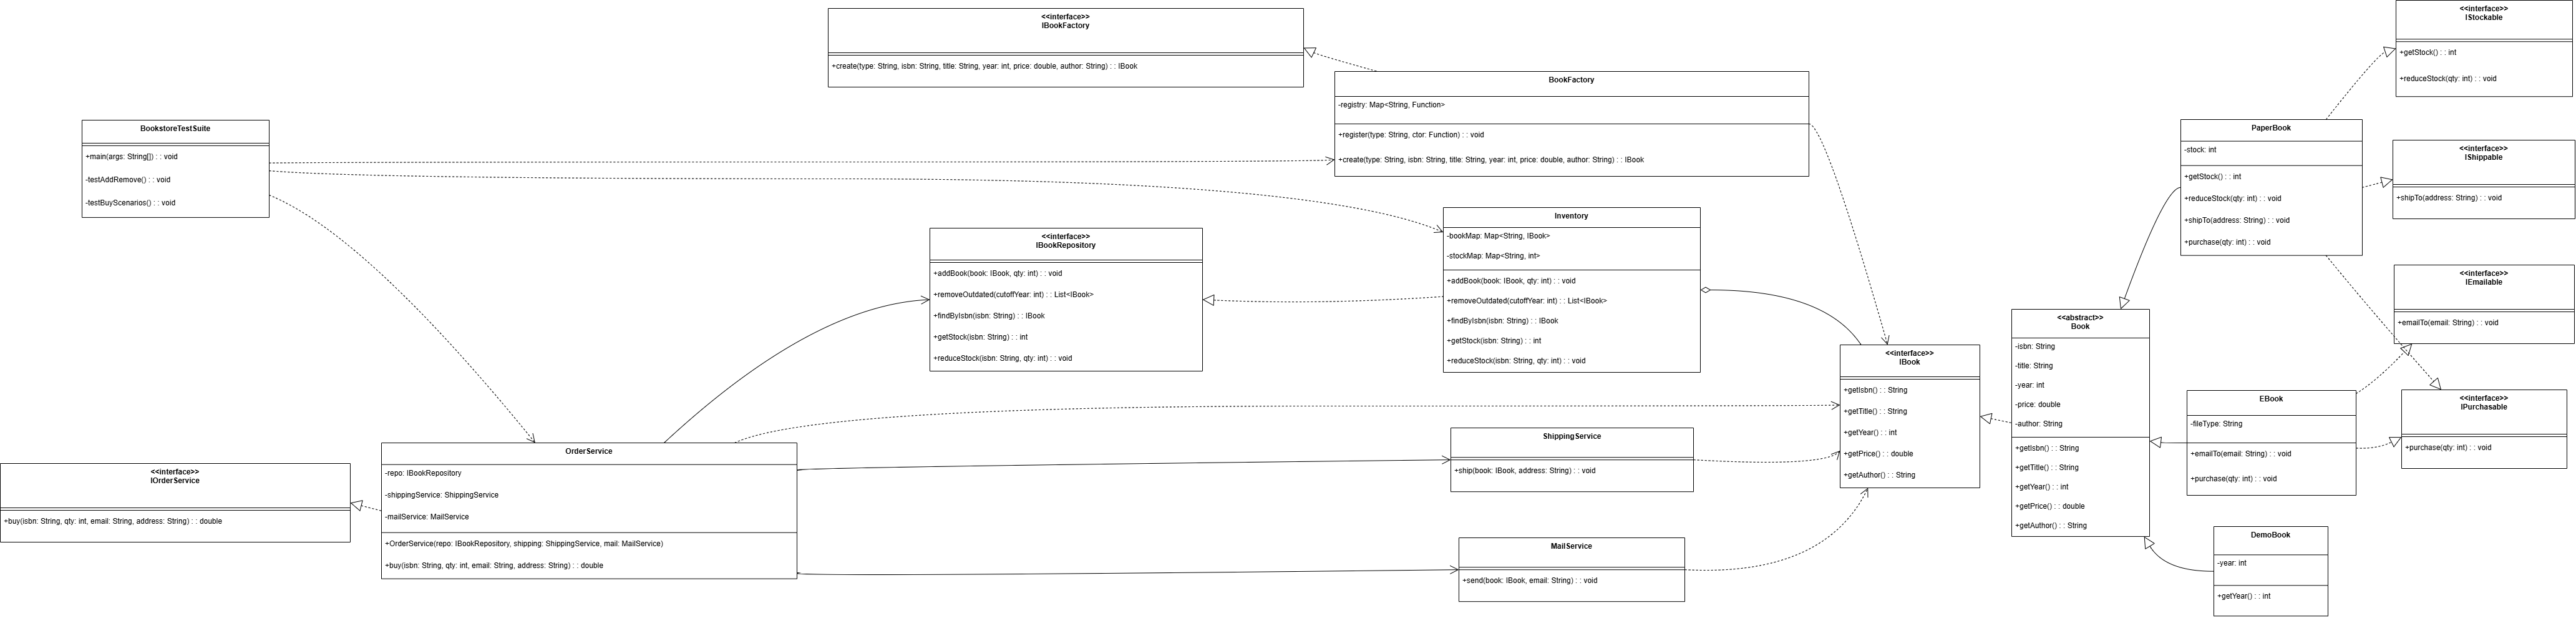 <<interface>>
IBookFactory
+create(type: String, isbn: String, title: String, year: int, price: double, author: String) : : IBook
BookFactory
-registry: Map<String, Function>
+register(type: String, ctor: Function) : : void
+create(type: String, isbn: String, title: String, year: int, price: double, author: String) : : IBook
BookstoreTestSuite
+main(args: String[]) : : void
-testAddRemove() : : void
-testBuyScenarios() : : void
<<interface>>
IBookRepository
+addBook(book: IBook, qty: int) : : void
+removeOutdated(cutoffYear: int) : : List<IBook>
+findByIsbn(isbn: String) : : IBook
+getStock(isbn: String) : : int
+reduceStock(isbn: String, qty: int) : : void
Inventory
-bookMap: Map<String, IBook>
-stockMap: Map<String, int>
+addBook(book: IBook, qty: int) : : void
+removeOutdated(cutoffYear: int) : : List<IBook>
+findByIsbn(isbn: String) : : IBook
+getStock(isbn: String) : : int
+reduceStock(isbn: String, qty: int) : : void
<<interface>>
IOrderService
+buy(isbn: String, qty: int, email: String, address: String) : : double
OrderService
-repo: IBookRepository
-shippingService: ShippingService
-mailService: MailService
+OrderService(repo: IBookRepository, shipping: ShippingService, mail: MailService)
+buy(isbn: String, qty: int, email: String, address: String) : : double
ShippingService
+ship(book: IBook, address: String) : : void
MailService
+send(book: IBook, email: String) : : void
<<interface>>
IBook
+getIsbn() : : String
+getTitle() : : String
+getYear() : : int
+getPrice() : : double
+getAuthor() : : String
<<abstract>>
Book
-isbn: String
-title: String
-year: int
-price: double
-author: String
+getIsbn() : : String
+getTitle() : : String
+getYear() : : int
+getPrice() : : double
+getAuthor() : : String
PaperBook
-stock: int
+getStock() : : int
+reduceStock(qty: int) : : void
+shipTo(address: String) : : void
+purchase(qty: int) : : void
EBook
-fileType: String
+emailTo(email: String) : : void
+purchase(qty: int) : : void
DemoBook
-year: int
+getYear() : : int
<<interface>>
IStockable
+getStock() : : int
+reduceStock(qty: int) : : void
<<interface>>
IShippable
+shipTo(address: String) : : void
<<interface>>
IEmailable
+emailTo(email: String) : : void
<<interface>>
IPurchasable
+purchase(qty: int) : : void